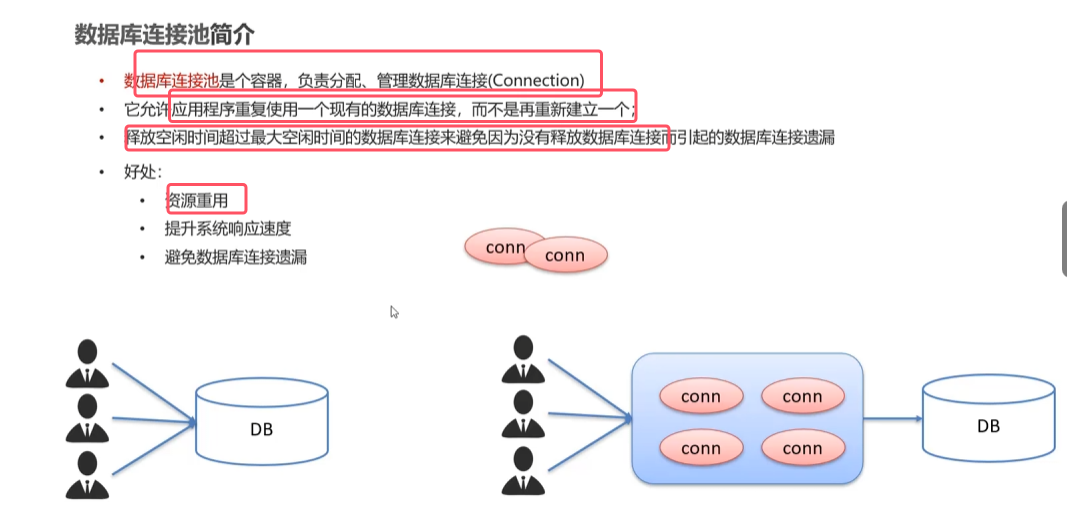 数据库连接池简介
• 数据库连接池是个容器，负责分配、管理数据库连接(Connection)
• 它允许应用程序重复使用一个现有的数据库连接，而不是再重新建立一个；
• 释放空闲时间超过最大空闲时间的数据库连接来避免因为没有释放数据库连接而引起的数据库连接遗漏
• 好处：
• 资源重用
• 提升系统响应速度
• 避免数据库连接遗漏
conn
conn
DB
conn
conn
conn
conn
DB